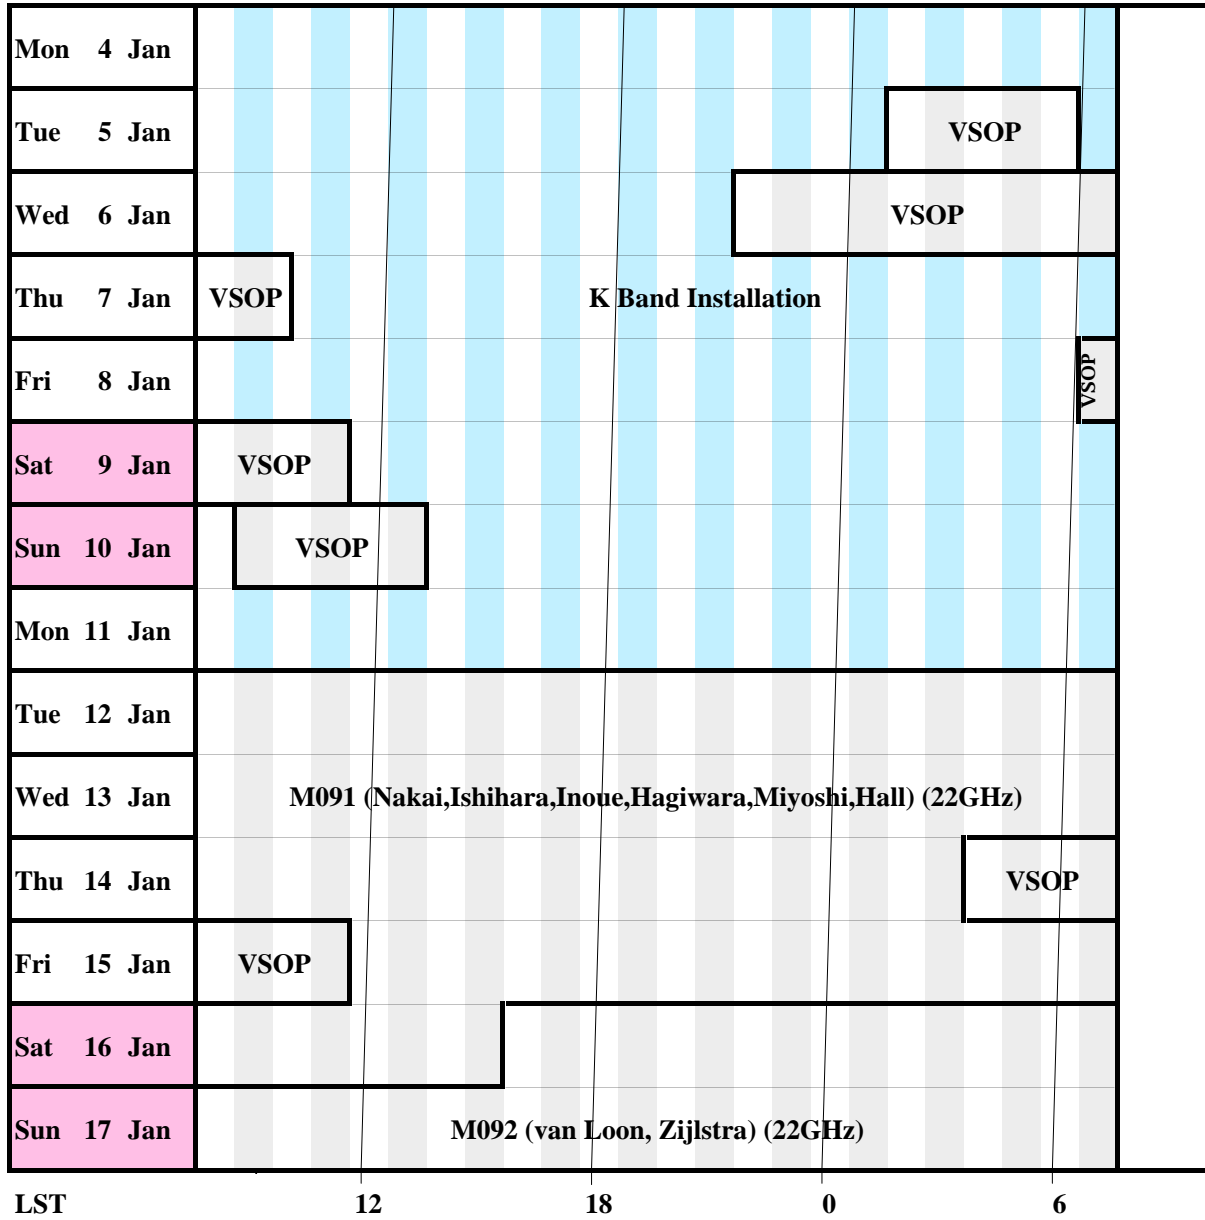 Mon 4 Jan
Tue 5 Jan VSOP
Wed 6 Jan VSOP
Thu 7 Jan VSOP K Band Installation
Fri 8 Jan VSOP
Sat 9 Jan VSOP
Sun 10 Jan VSOP
Mon 11 Jan
Tue 12 Jan
Wed 13 Jan M091 (Nakai,Ishihara,Inoue,Hagiwara,Miyoshi,Hall) (22GHz)
Thu 14 Jan VSOP
Fri 15 Jan VSOP
Sat 16 Jan
Sun 17 Jan M092 (van Loon, Zijlstra) (22GHz)
LST 12 18 0 6